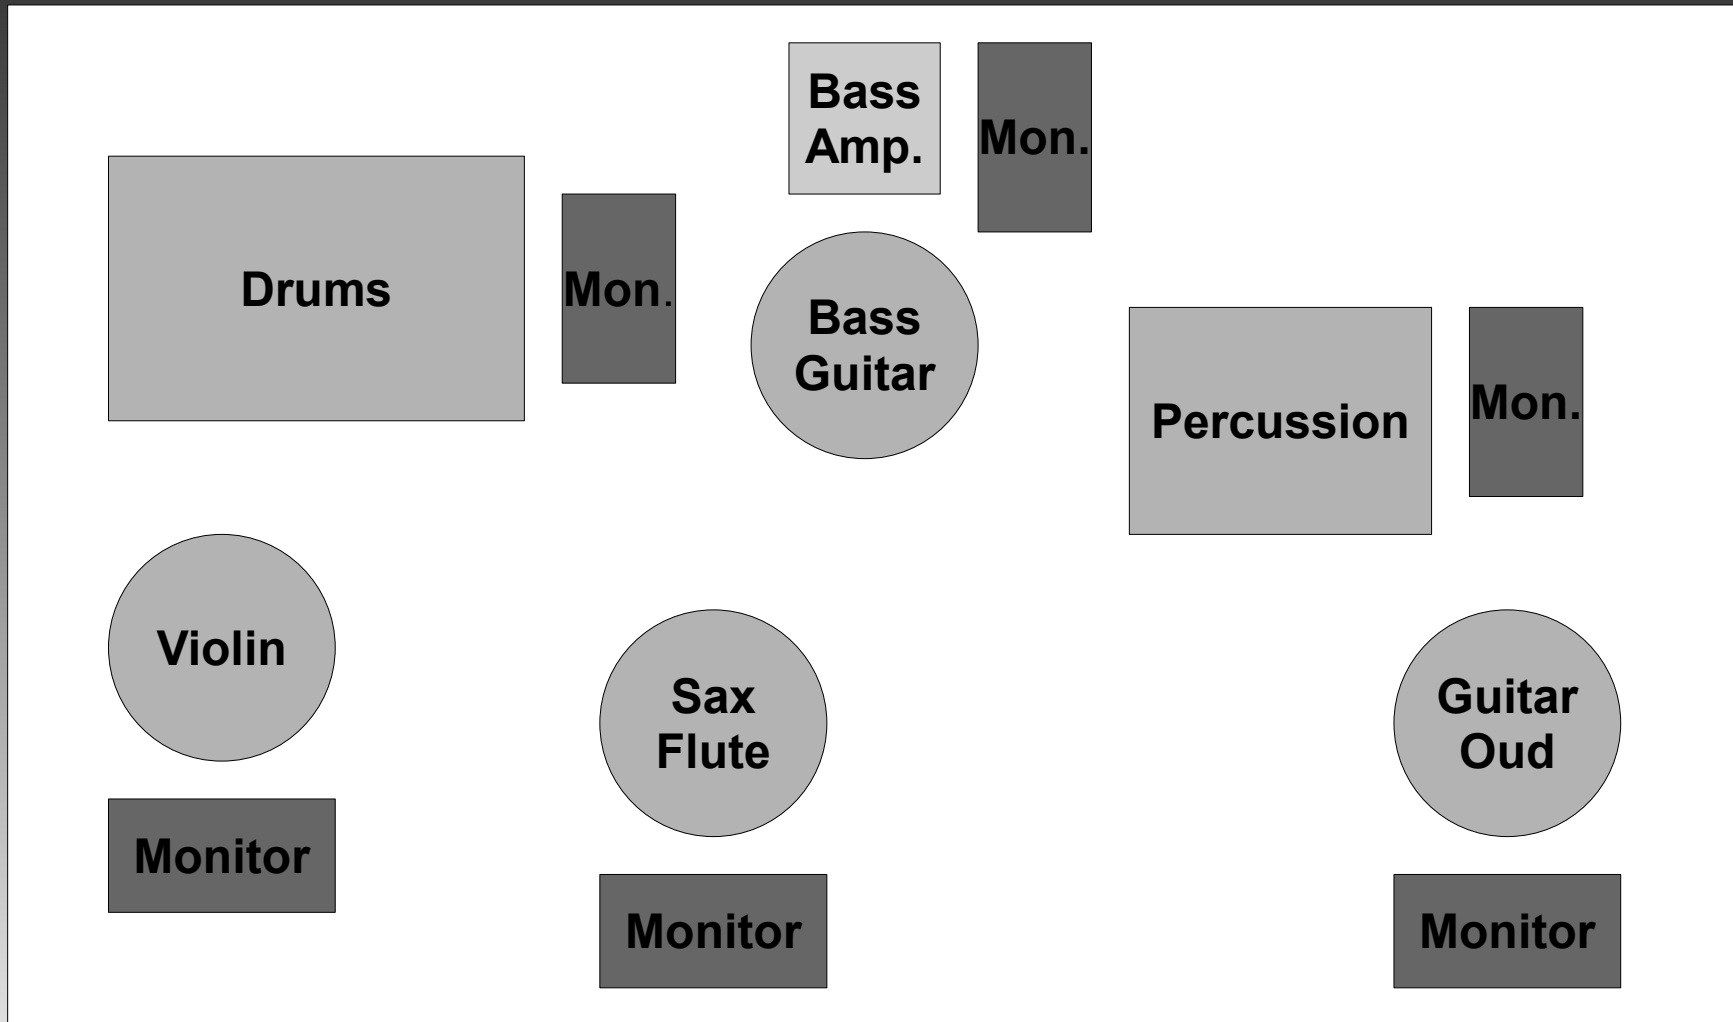 Bass
Amp.
Mon.
Drums
Mon.
Bass
Guitar
Percussion
Mon.
Violin
Sax
Flute
Guitar
Oud
Monitor
Monitor
Monitor